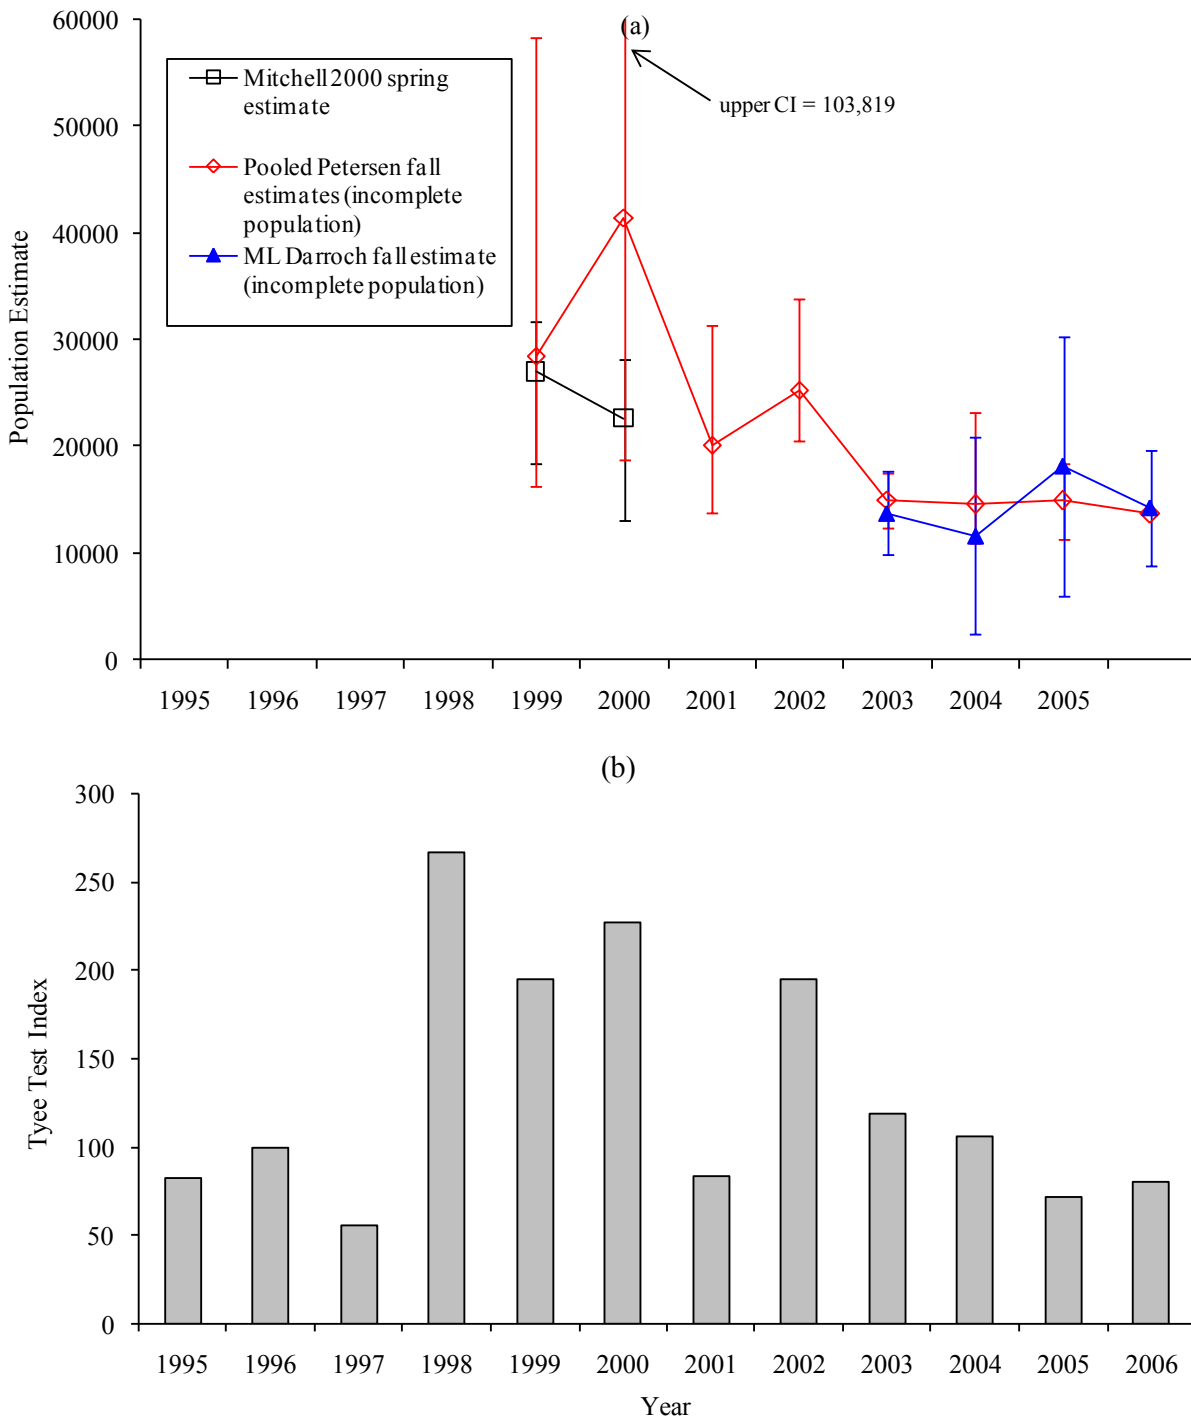 (a)
60000
50000
40000
30000
20000
10000
0
Population Estimate
Mitchell 2000 spring
estimate
Pooled Petersen fall
estimates (incomplete
population)
ML Darroch fall estimate
(incomplete population)
upper CI = 103,819
1995 1996 1997 1998 1999 2000 2001 2002 2003 2004 2005
(b)
300
250
200
150
100
50
0
Tyee Test Index
1995 1996 1997 1998 1999 2000 2001 2002 2003 2004 2005 2006
Year